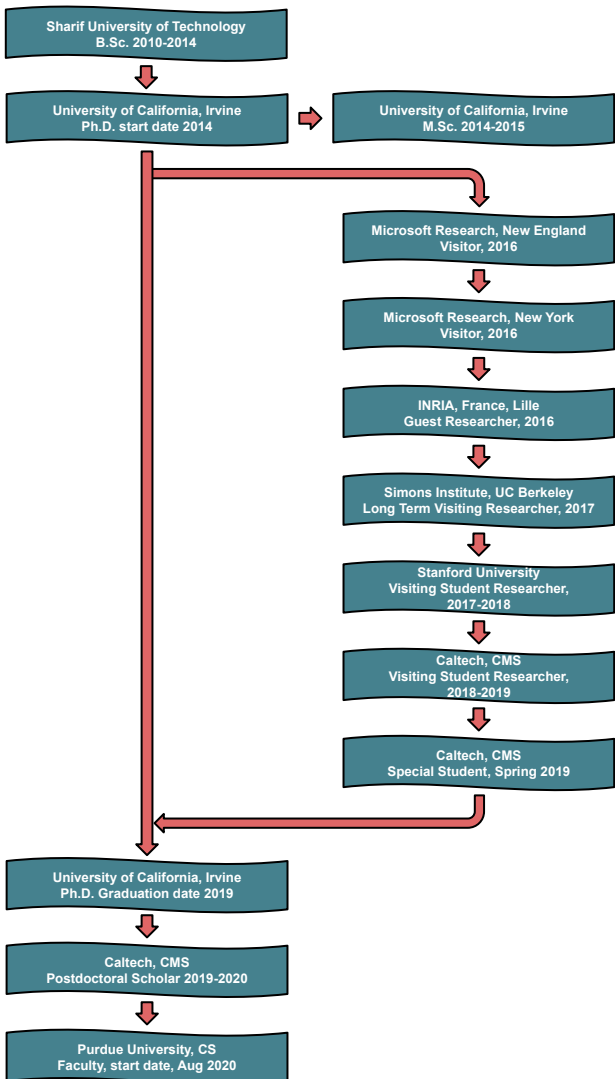 Sharif University of Technology
B.Sc. 2010-2014
University of California, Irvine
Ph.D. start date 2014
University of California, Irvine
M.Sc. 2014-2015
Microsoft Research, New England
Visitor, 2016
Microsoft Research, New York
Visitor, 2016
INRIA, France, Lille
Guest Researcher, 2016
Simons Institute, UC Berkeley
Long Term Visiting Researcher, 2017
Stanford University
Visiting Student Researcher,
2017-2018
Caltech, CMS
Visiting Student Researcher,
2018-2019
Caltech, CMS
Special Student, Spring 2019
University of California, Irvine
Ph.D. Graduation date 2019
Caltech, CMS
Postdoctoral Scholar 2019-2020
Purdue University, CS
Faculty, start date, Aug 2020